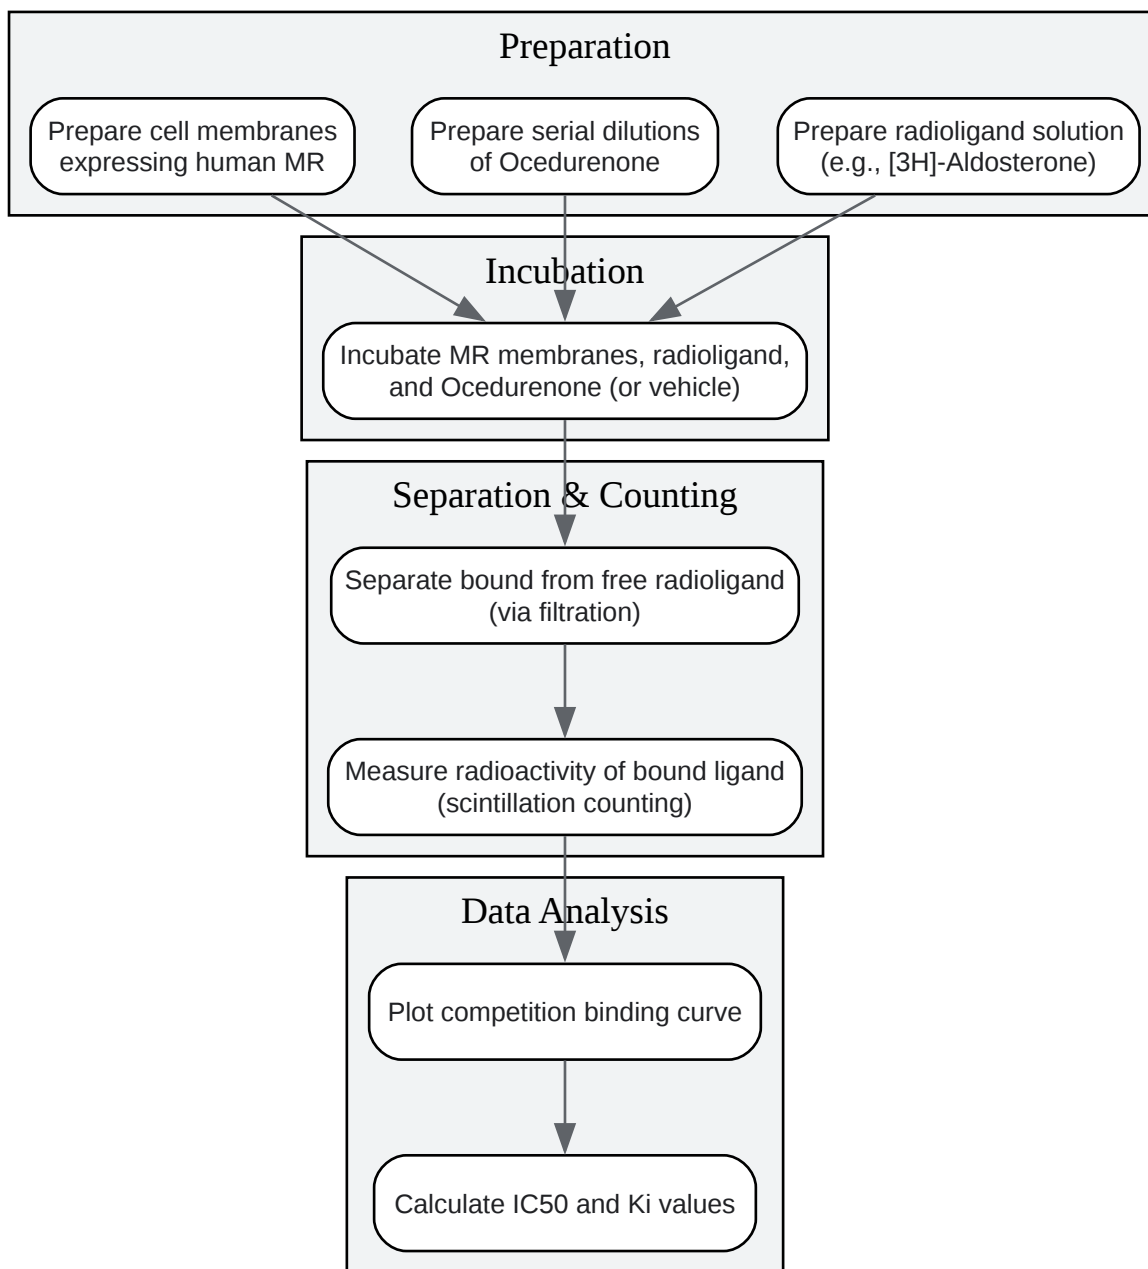 Preparation
Prepare cell membranes
expressing human MR
Prepare serial dilutions
of Ocedurenone
Prepare radioligand solution
(e.g., [3H]-Aldosterone)
Incubation
Incubate MR membranes, radioligand,
and Ocedurenone (or vehicle)
Separation & Counting
Separate bound from free radioligand
(via filtration)
Measure radioactivity of bound ligand
(scintillation counting)
Data Analysis
Plot competition binding curve
Calculate IC50 and Ki values